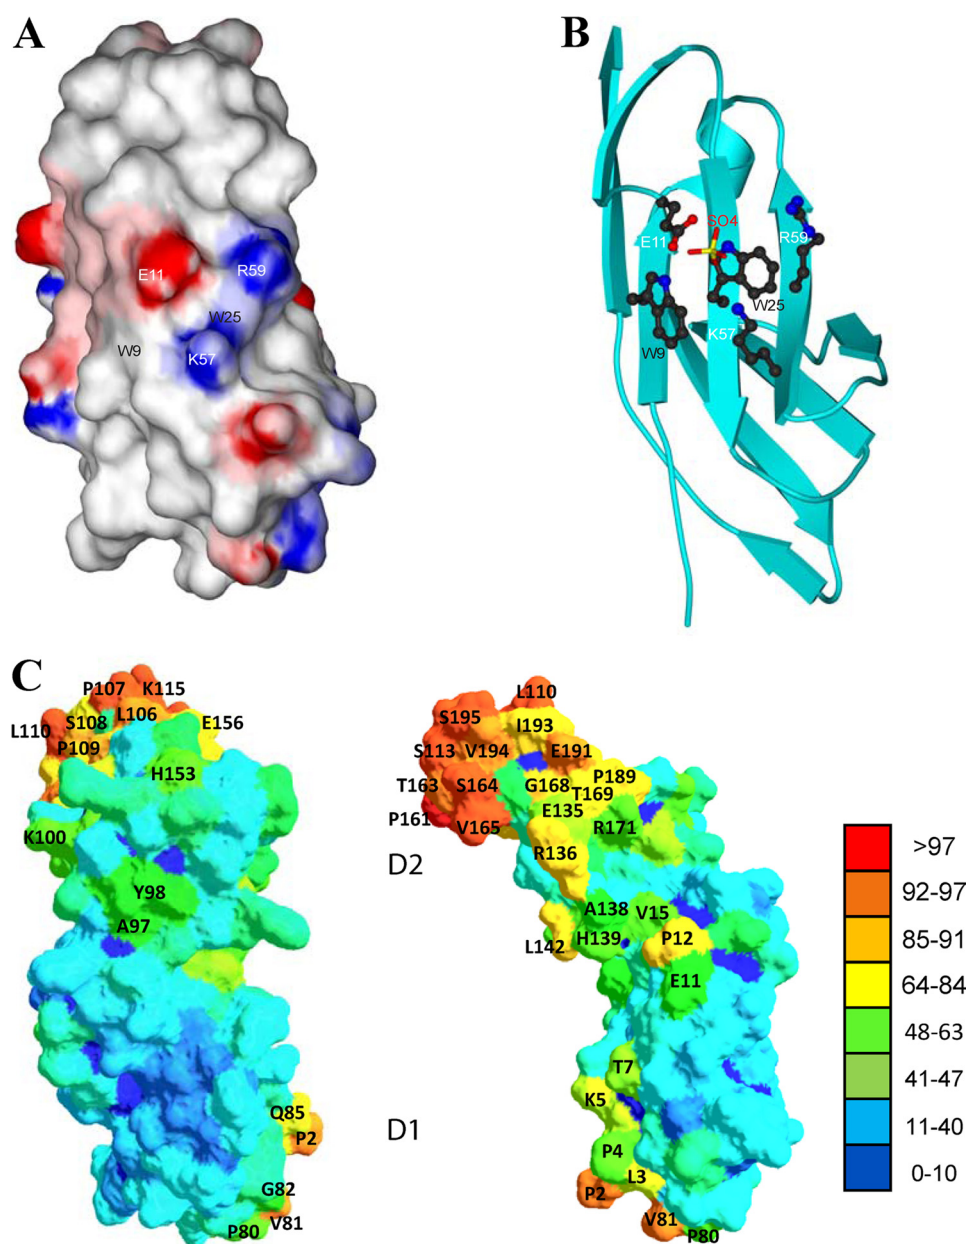 A
E11
R59
W25
W9
K57
B
SO4
E11
R59
W25
K57
W9
C
P107
K115
L110
S108
L106
E156
P109
H153
K100
Y98
A97
Q85
P2
G82
V81
P80
D2
D1
L110
S195
I193
S113
V194
E191
T163
S164
G168
P189
T169
P161
E135
V165
R171
R136
A138
V15
L142
H139
P12
E11
T7
K5
P4
L3
P2
V81
P80
>97
92-97
85-91
64-84
48-63
41-47
11-40
0-10